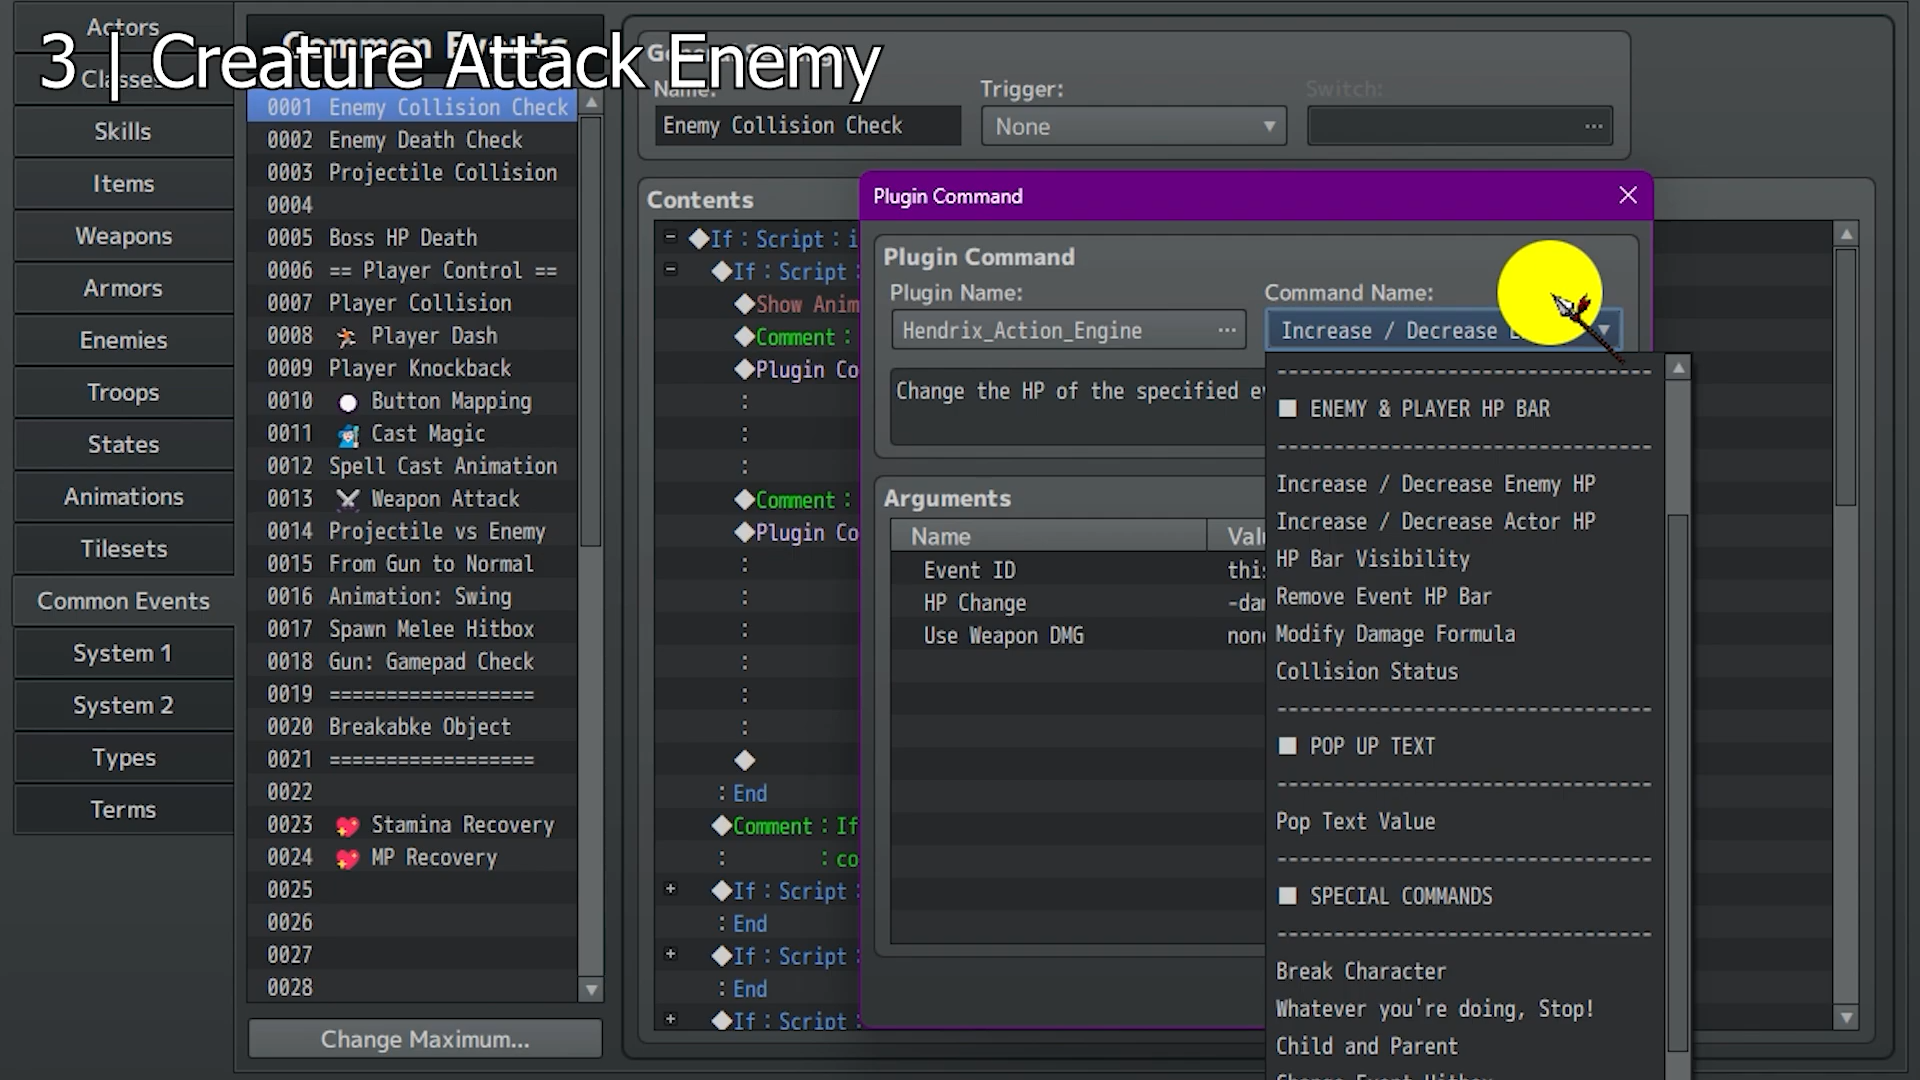 3 | Creature Attack Enemy
Actors
Classes
Skills
Items
Weapons
Armors
Enemies
Troops
States
Animations
Tilesets
Common Events
System 1
System 2
Types
Terms
Common Events
0001 Enemy Collision Check
0002 Enemy Death Check
0003 Projectile Collision
0004
0005 Boss HP Death
0006 == Player Control ==
0007 Player Collision
0008 Player Dash
0009 Player Knockback
0010 Button Mapping
0011 Cast Magic
0012 Spell Cast Animation
0013 Weapon Attack
0014 Projectile vs Enemy
0015 From Gun to Normal
0016 Animation: Swing
0017 Spawn Melee Hitbox
0018 Gun: Gamepad Check
0019 ==================
0020 Breakabke Object
0021 ==================
0022
0023 Stamina Recovery
0024 MP Recovery
0025
0026
0027
0028
Change Maximum...
Name:
Enemy Collision Check
Trigger:
None
Switch:
...
Contents
◆If : Script : i
◆If : Script :
◆Show Anim
◆Comment :
◆Plugin Co
:
:
:
◆Comment :
◆Plugin Co
:
:
:
:
:
:
◆
: End
◆Comment : If
: : co
◆If : Script :
: End
◆If : Script :
: End
◆If : Script :
Plugin Command
Plugin Command
Plugin Name:
Hendrix_Action_Engine ...
Command Name:
Increase / Decrease
Change the HP of the specified ev
Arguments
Name Valu
Event ID this
HP Change -dam
Use Weapon DMG none
---------------------------------
■ ENEMY & PLAYER HP BAR
---------------------------------
Increase / Decrease Enemy HP
Increase / Decrease Actor HP
HP Bar Visibility
Remove Event HP Bar
Modify Damage Formula
Collision Status
---------------------------------
■ POP UP TEXT
---------------------------------
Pop Text Value
---------------------------------
■ SPECIAL COMMANDS
---------------------------------
Break Character
Whatever you're doing, Stop!
Child and Parent
Change Event Hitbox